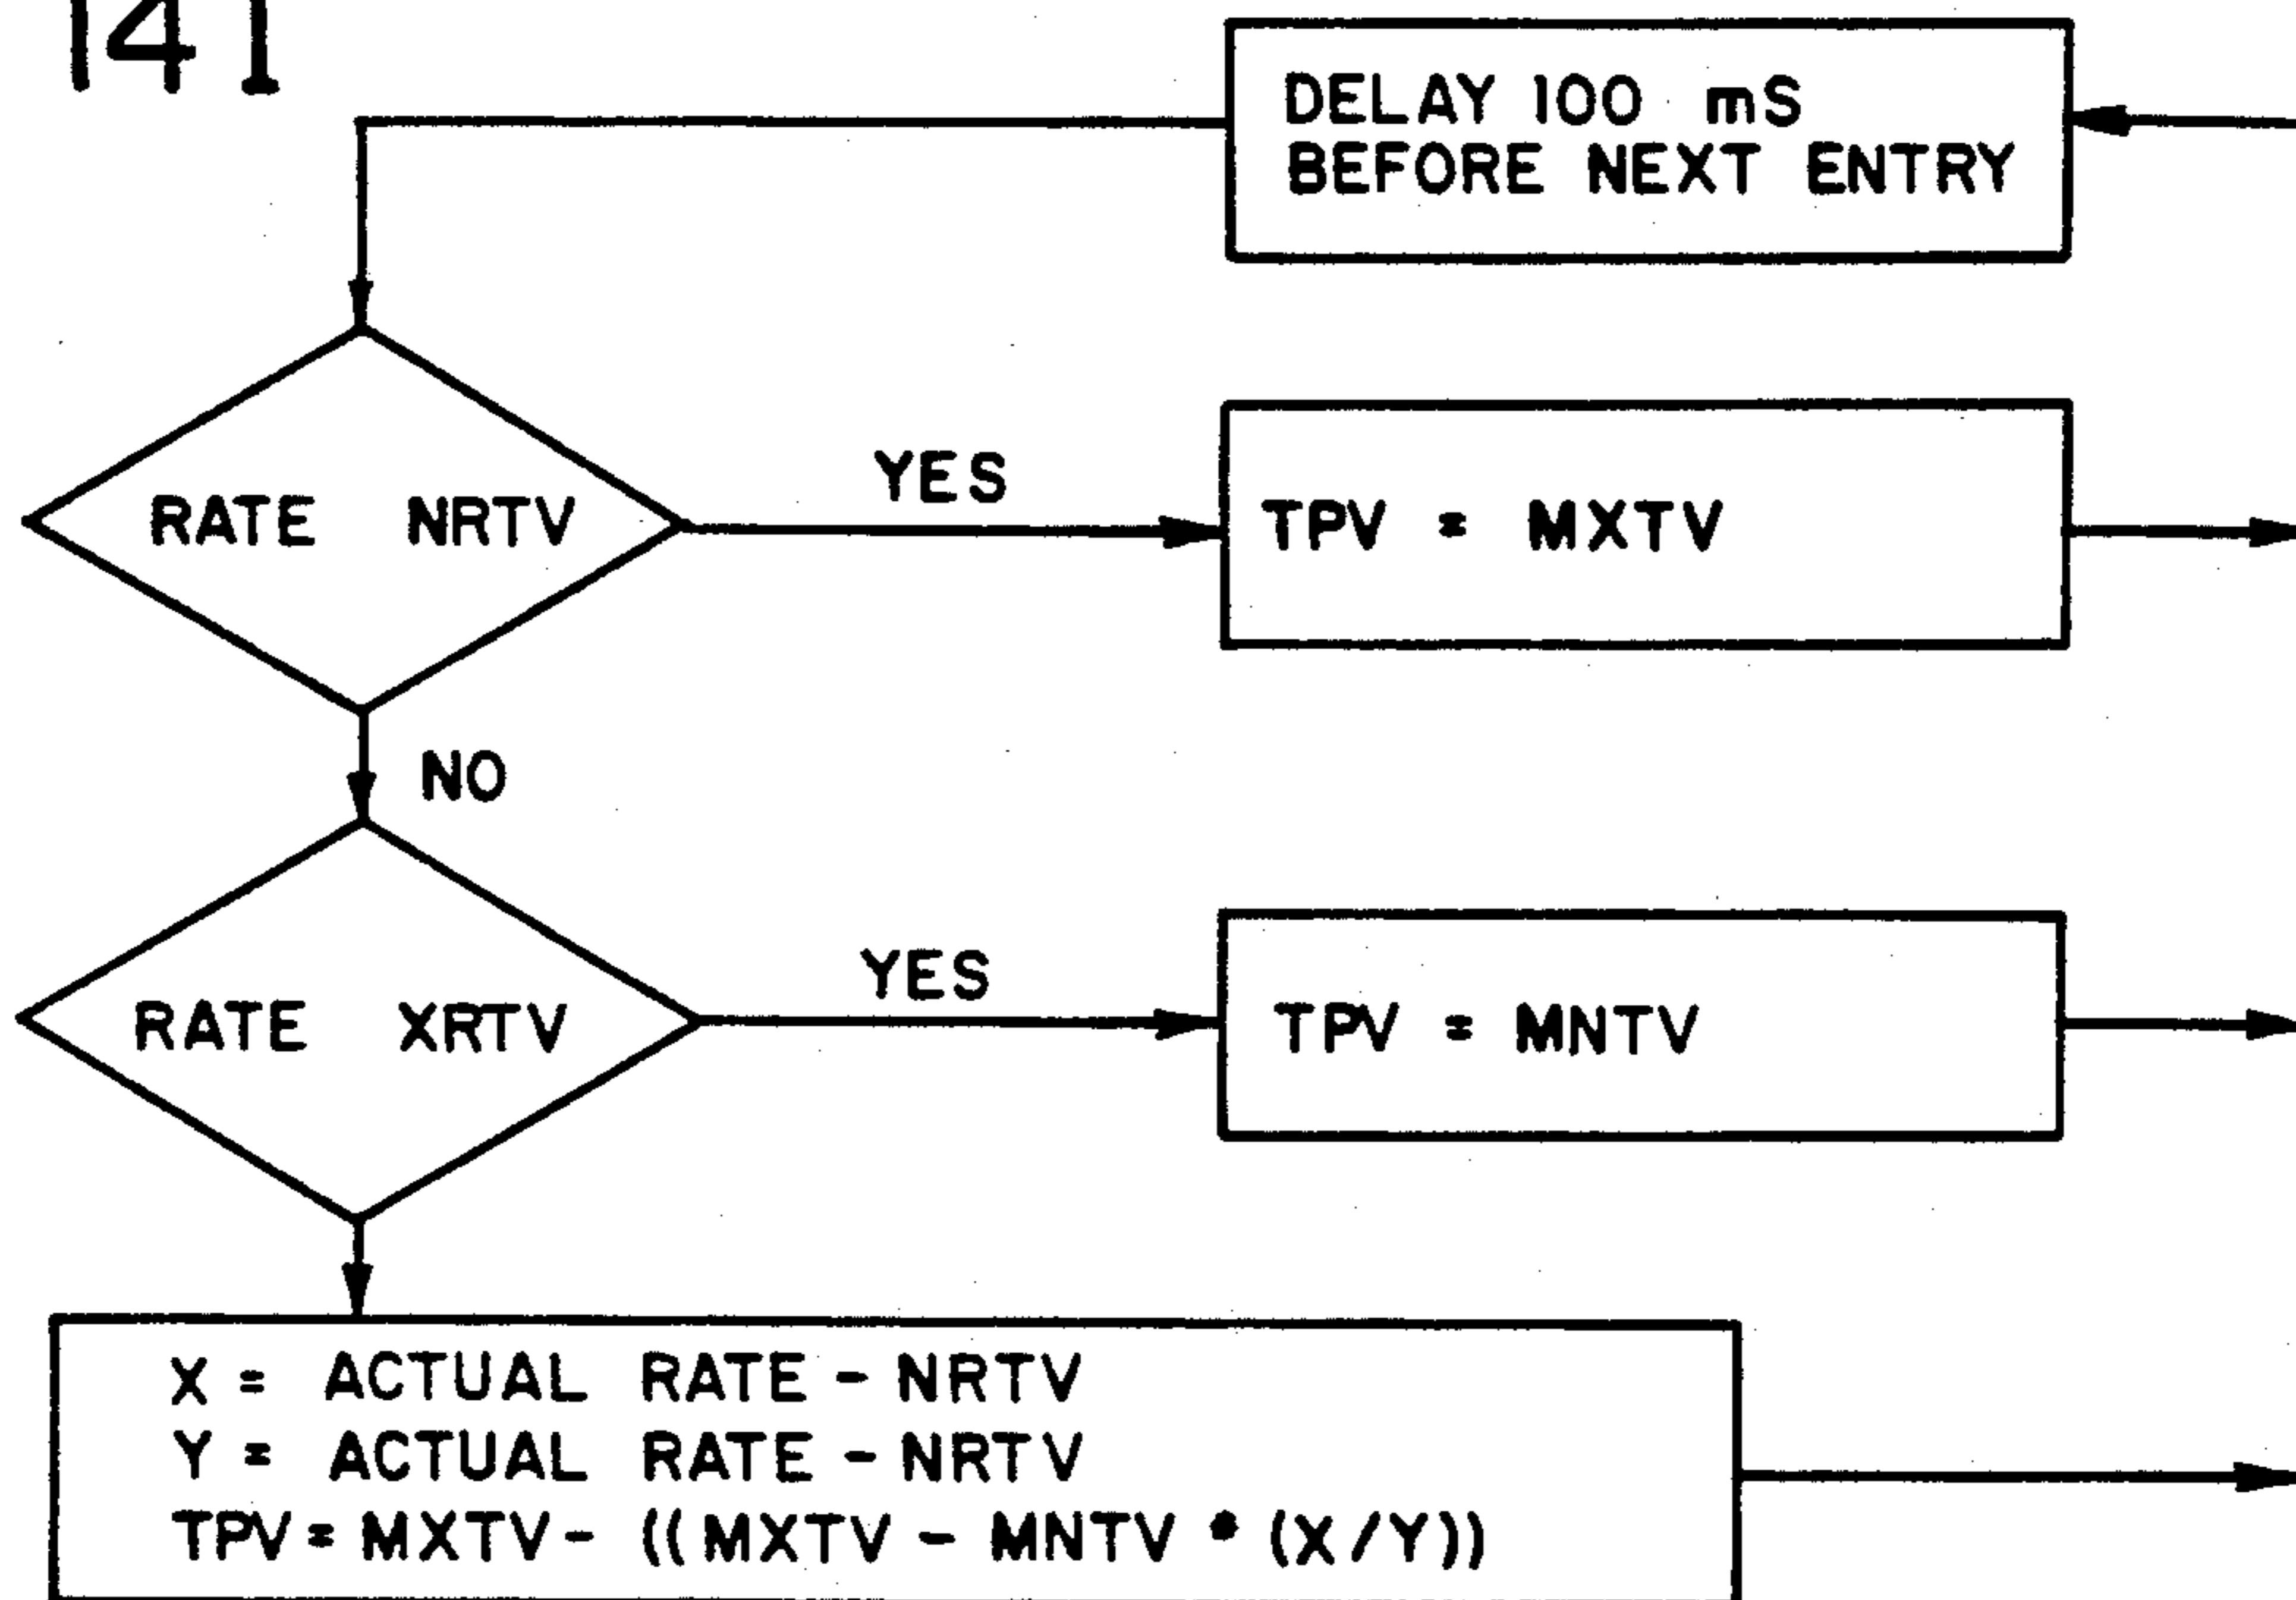 141
DELAY 100 mS
BEFORE NEXT ENTRY
RATE NRTV
YES
TPV = MXTV
NO
RATE XRTV
YES
TPV = MNTV
X = ACTUAL RATE - NRTV
Y = ACTUAL RATE - NRTV
TPV = MXTV - ((MXTV - MNTV • (X/Y))